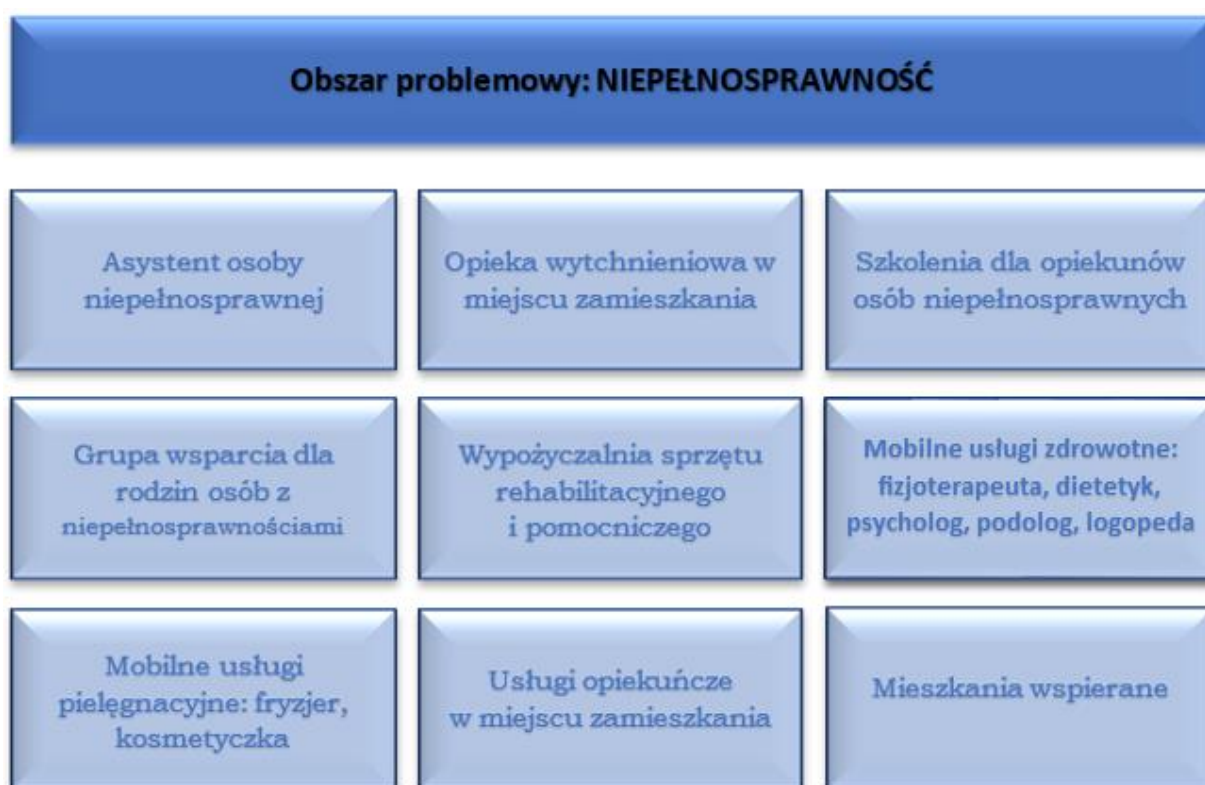 Obszar problemowy: NIEPEŁNOSPRAWNOŚĆ
Asystent osoby
niepełnosprawnej
Opieka wytchnieniowa w
miejscu zamieszkania
Szkolenia dla opiekunów
osób niepełnosprawnych
Grupa wsparcia dla
rodzin osób z
niepełnosprawnościami
Wypożyczalnia sprzętu
rehabilitacyjnego
i pomocniczego
Mobilne usługi zdrowotne:
fizjoterapeuta, dietetyk,
psycholog, podolog, logopeda
Mobilne usługi
pielęgnacyjne: fryzjer,
kosmetyczka
Usługi opiekuńcze
w miejscu zamieszkania
Mieszkania wspierane